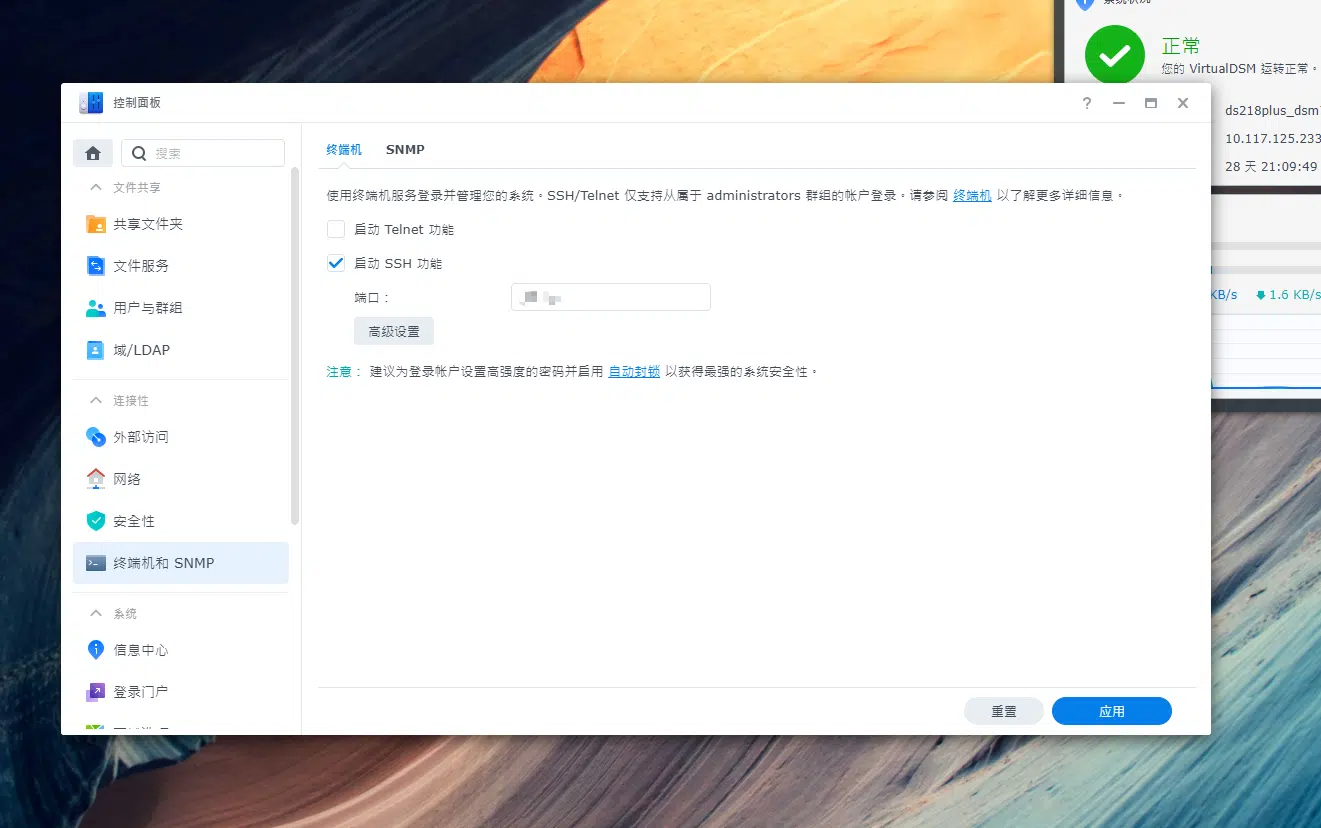 正常
您的 VirtualDSM 运转正常。
控制面板
ds218plus_dsm
10.117.125.233
28 天 21:09:49
KB/s 1.6 KB/s
搜索
文件共享
共享文件夹
文件服务
用户与群组
域/LDAP
连接性
外部访问
网络
安全性
终端机和 SNMP
系统
信息中心
登录门户
终端机 SNMP
使用终端机服务登录并管理您的系统。SSH/Telnet 仅支持从属于 administrators 群组的帐户登录。请参阅 终端机 以了解更多详细信息。
启动 Telnet 功能
启动 SSH 功能
端口：
高级设置
注意： 建议为登录帐户设置高强度的密码并启用 自动封锁 以获得最强的系统安全性。
重置 应用